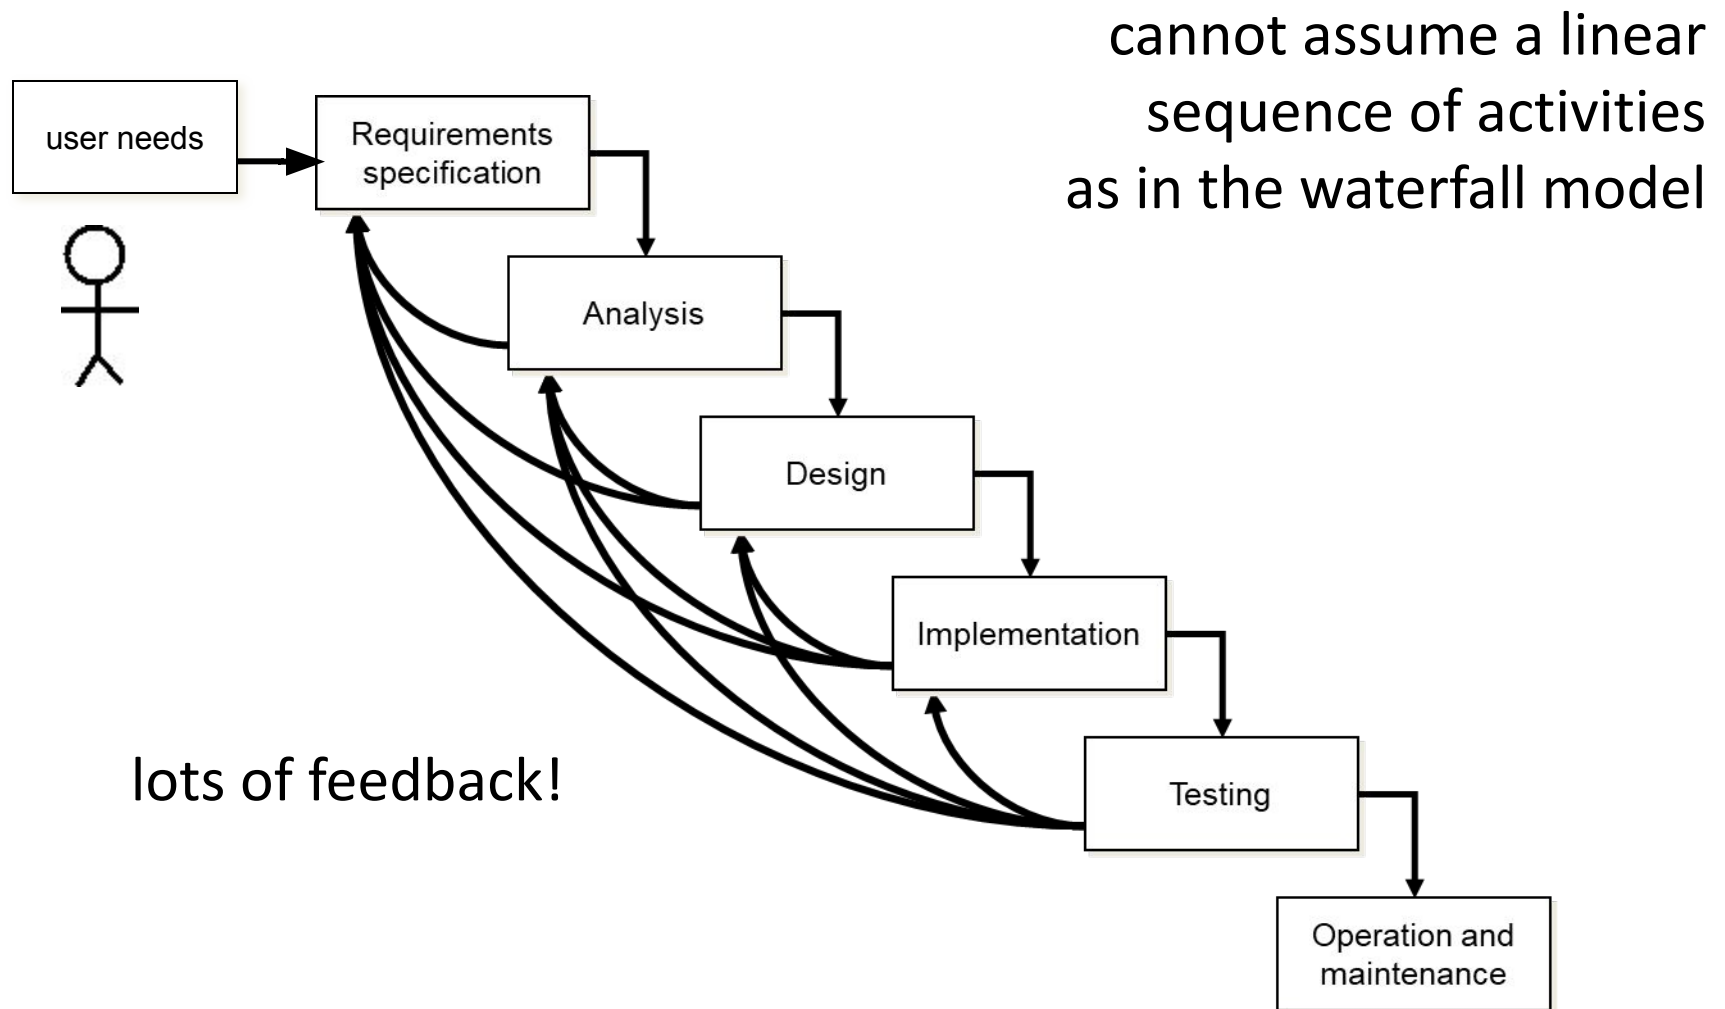 cannot assume a linear
sequence of activities
as in the waterfall model
user needs
Requirements
specification
Analysis
Design
Implementation
lots of feedback!
Testing
Operation and
maintenance